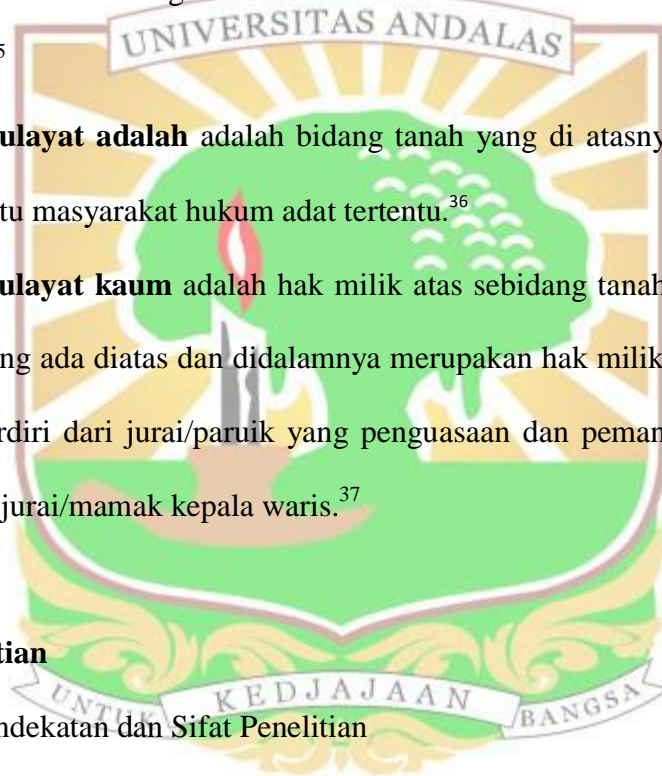 UNIVERSITAS ANDALAS
5
ulayat adalah adalah bidang tanah yang di atasny
tu masyarakat hukum adat tertentu.36
ulayat kaum adalah hak milik atas sebidang tanah
ng ada diatas dan didalamnya merupakan hak milik
rdiri dari jurai/paruik yang penguasaan dan peman
jurai/mamak kepala waris.37
tian
UNTUK KEDJAJAAN BANGSA
ndekatan dan Sifat Penelitian